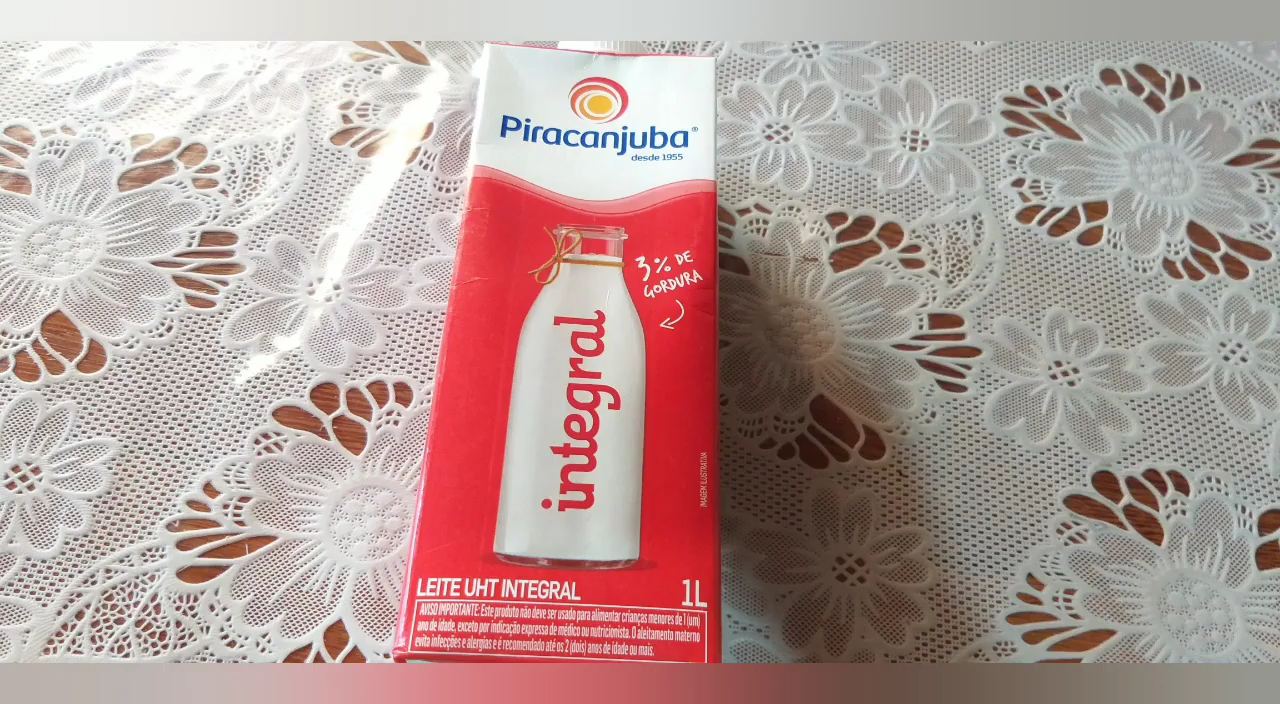 Piracanjuba®
desde 1955
3% DE
GORDURA
integral
IMAGEM ILUSTRATIVA
LEITE UHT INTEGRAL
1L
AVISO IMPORTANTE: Este produto não deve ser usado para alimentar crianças menores de 1 (um)
ano de idade, exceto por indicação expressa de médico ou nutricionista. O aleitamento materno
evita infecções e alergias e é recomendado até os 2 (dois) anos de idade ou mais.